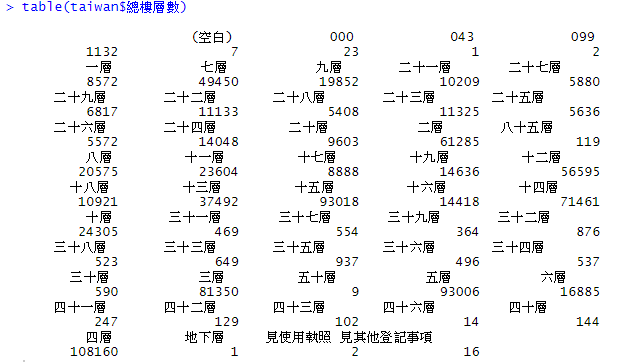 > table(taiwan$總樓層數)
(空白) 000 043 099
1132 7 23 1 2
一層 七層 九層 二十一層 二十七層
8572 49450 19852 10209 5880
二十九層 二十二層 二十八層 二十三層 二十五層
6817 11133 5408 11325 5636
二十六層 二十四層 二十層 二層 八十五層
5572 14048 9603 61285 119
八層 十一層 十七層 十九層 十二層
20575 23604 8888 14636 56595
十八層 十三層 十五層 十六層 十四層
10921 37492 93018 14418 71461
十層 三十一層 三十七層 三十九層 三十二層
24305 469 554 364 876
三十八層 三十三層 三十五層 三十六層 三十四層
523 649 937 496 537
三十層 三層 五十層 五層 六層
590 81350 9 93006 16885
四十一層 四十二層 四十三層 四十六層 四十層
247 129 102 14 144
四層 地下層 見使用執照 見其他登記事項
108160 1 2 16